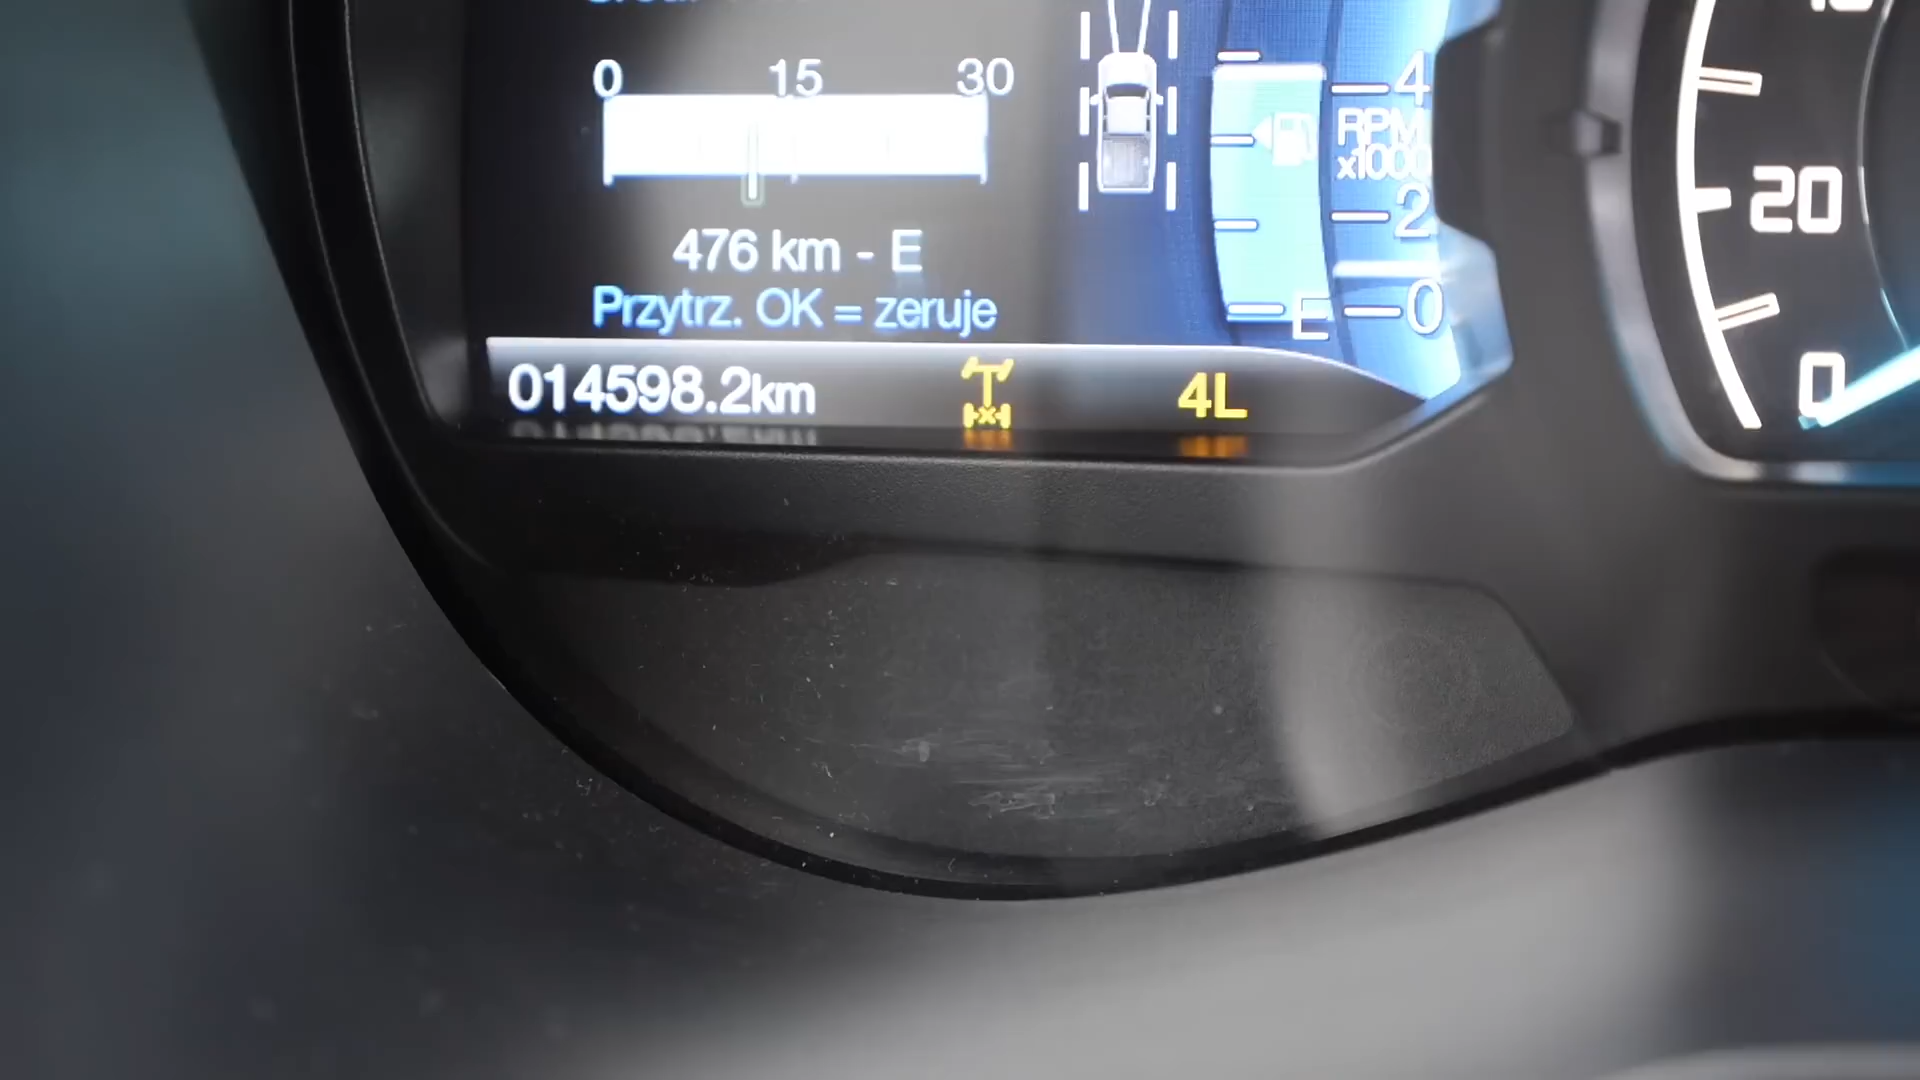 0 15 30
476 km - E
Przytrz. OK = zeruje
014598.2km
4L
4
RPM
x1000
2
E 0
20
0